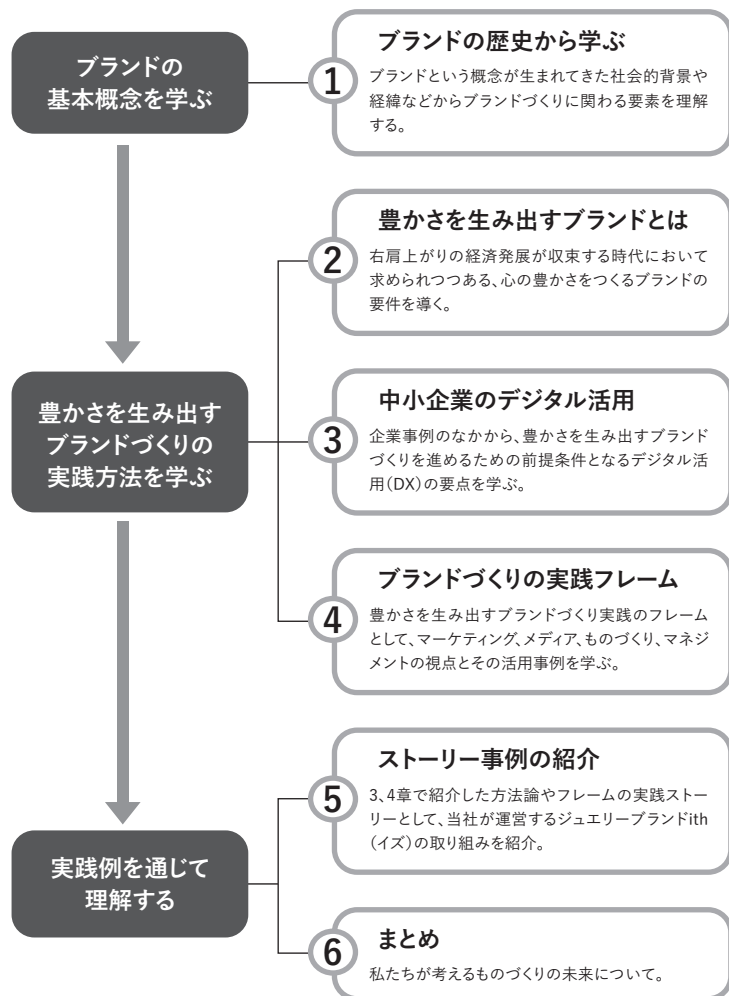 ブランドの
基本概念を学ぶ
1
ブランドの歴史から学ぶ
ブランドという概念が生まれてきた社会的背景や
経緯などからブランドづくりに関わる要素を理解
する。
豊かさを生み出す
ブランドづくりの
実践方法を学ぶ
2
豊かさを生み出すブランドとは
右肩上がりの経済発展が収束する時代において
求められつつある、心の豊かさをつくるブランドの
要件を導く。
3
中小企業のデジタル活用
企業事例のなかから、豊かさを生み出すブランド
づくりを進めるための前提条件となるデジタル活
用(DX)の要点を学ぶ。
4
ブランドづくりの実践フレーム
豊かさを生み出すブランドづくり実践のフレーム
として、マーケティング、メディア、ものづくり、マネジ
メントの視点とその活用事例を学ぶ。
実践例を通じて
理解する
5
ストーリー事例の紹介
3、4章で紹介した方法論やフレームの実践ストー
リーとして、当社が運営するジュエリーブランドith
(イズ)の取り組みを紹介。
6
まとめ
私たちが考えるものづくりの未来について。